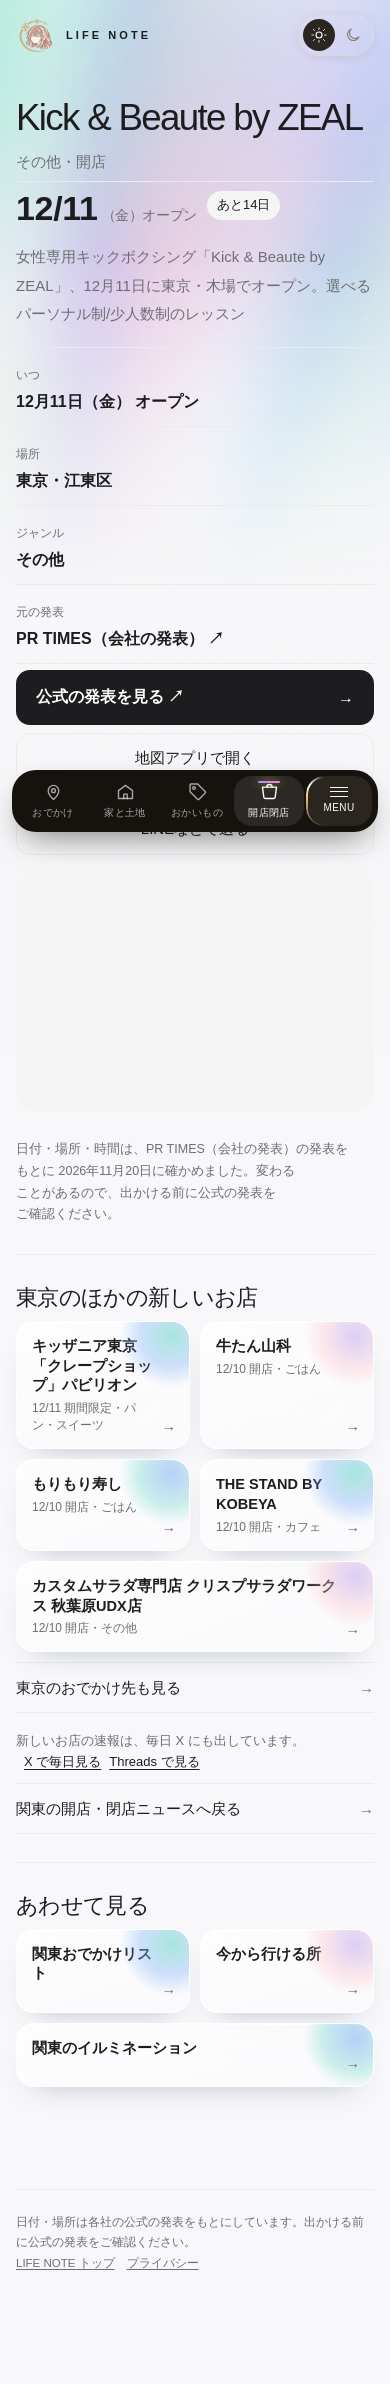 LIFE NOTE
Kick & Beaute by ZEAL
その他・開店
12/11 （金）オープン あと14日
女性専用キックボクシング「Kick & Beaute by
ZEAL」、12月11日に東京・木場でオープン。選べる
パーソナル制/少人数制のレッスン
いつ
12月11日（金） オープン
場所
東京・江東区
ジャンル
その他
元の発表
PR TIMES（会社の発表） ↗
公式の発表を見る ↗ →
地図アプリで開く
おでかけ 家と土地 おかいもの 開店閉店 MENU
日付・場所・時間は、PR TIMES（会社の発表）の発表を
もとに 2026年11月20日に確かめました。変わる
ことがあるので、出かける前に公式の発表を
ご確認ください。
東京のほかの新しいお店
キッザニア東京
「クレープショッ
プ」パビリオン
12/11 期間限定・パ
ン・スイーツ →
牛たん山科
12/10 開店・ごはん
→
もりもり寿し
12/10 開店・ごはん
→
THE STAND BY
KOBEYA
12/10 開店・カフェ →
カスタムサラダ専門店 クリスプサラダワーク
ス 秋葉原UDX店
12/10 開店・その他 →
東京のおでかけ先も見る →
新しいお店の速報は、毎日 X にも出しています。
X で毎日見る Threads で見る
関東の開店・閉店ニュースへ戻る →
あわせて見る
関東おでかけリス
ト
→
今から行ける所
→
関東のイルミネーション
→
日付・場所は各社の公式の発表をもとにしています。出かける前
に公式の発表をご確認ください。
LIFE NOTE トップ プライバシー